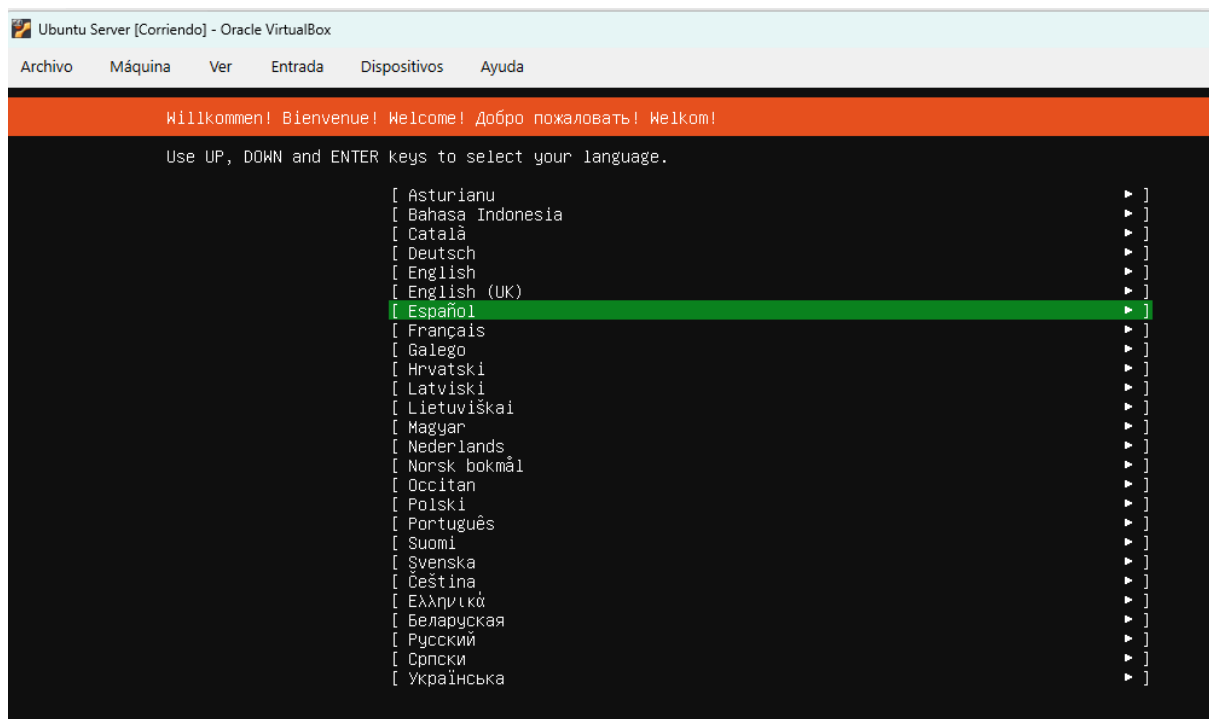 Ubuntu Server [Corriendo] - Oracle VirtualBox
Archivo Máquina Ver Entrada Dispositivos Ayuda
Willkommen! Bienvenue! Welcome! Добро пожаловать! Welkom!
Use UP, DOWN and ENTER keys to select your language.
[ Asturianu ► ]
[ Bahasa Indonesia ► ]
[ Català ► ]
[ Deutsch ► ]
[ English ► ]
[ English (UK) ► ]
[ Español ► ]
[ Français ► ]
[ Galego ► ]
[ Hrvatski ► ]
[ Latviski ► ]
[ Lietuviškai ► ]
[ Magyar ► ]
[ Nederlands ► ]
[ Norsk bokmål ► ]
[ Occitan ► ]
[ Polski ► ]
[ Português ► ]
[ Suomi ► ]
[ Svenska ► ]
[ Čeština ► ]
[ Ελληνικά ► ]
[ Беларуская ► ]
[ Русский ► ]
[ Српски ► ]
[ Українська ► ]